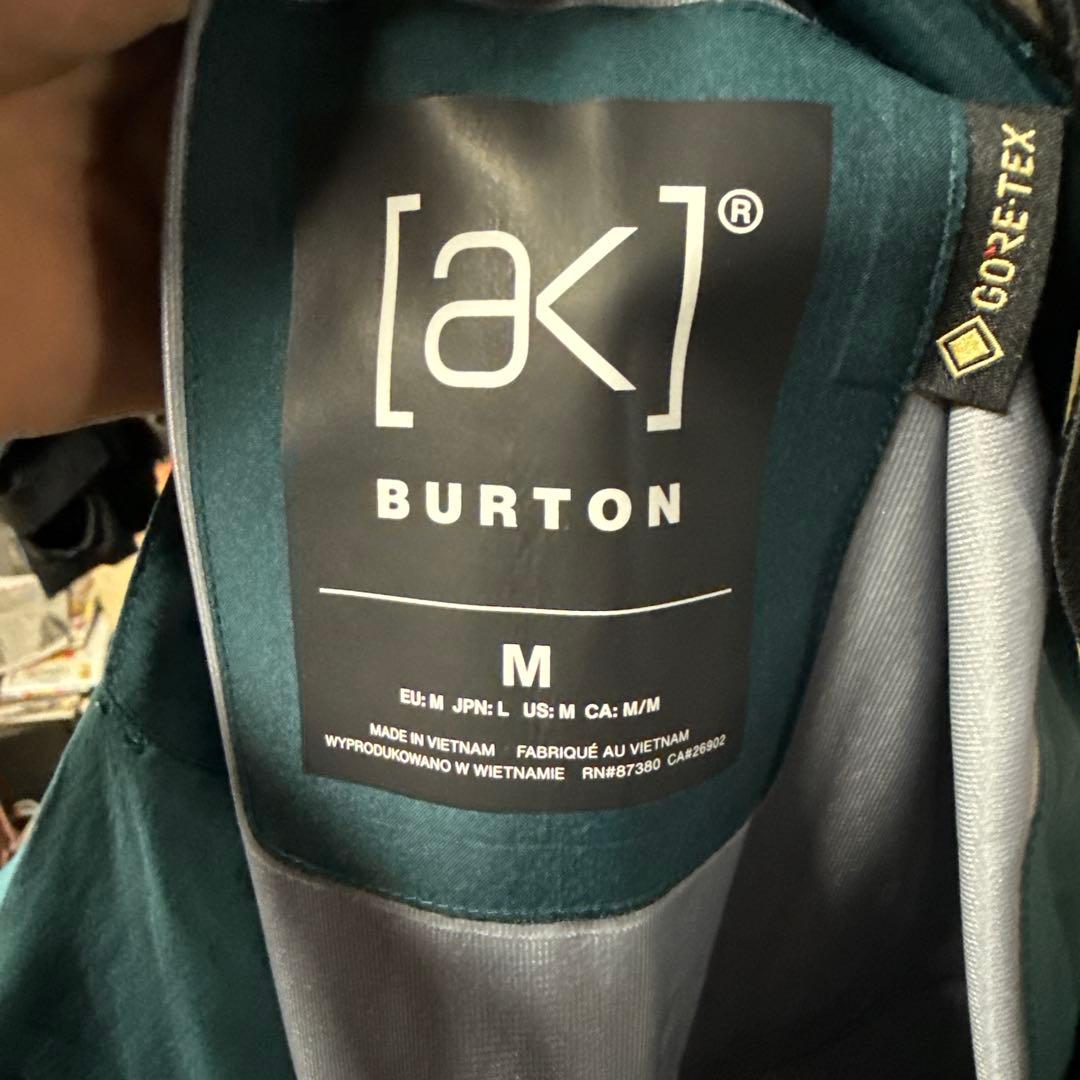 [ak]®
BURTON
M
EU: M JPN: L US: M CA: M/M
MADE IN VIETNAM FABRIQUÉ AU VIETNAM
WYPRODUKOWANO W WIETNAMIE RN#87380 CA#26902
GORE-TEX